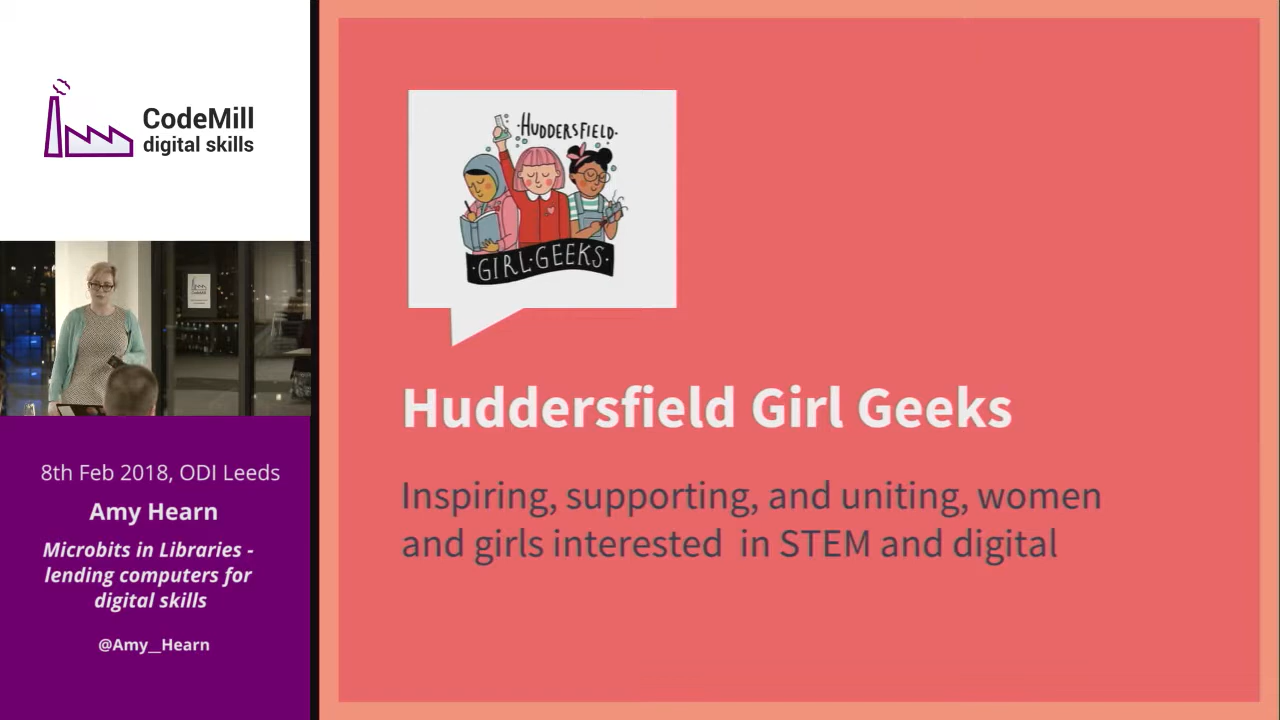 CodeMill
digital skills
8th Feb 2018, ODI Leeds
Amy Hearn
Microbits in Libraries -
lending computers for
digital skills
@Amy__Hearn
·HUDDERSFIELD·
·GIRL·GEEKS·
Huddersfield Girl Geeks
Inspiring, supporting, and uniting, women
and girls interested  in STEM and digital